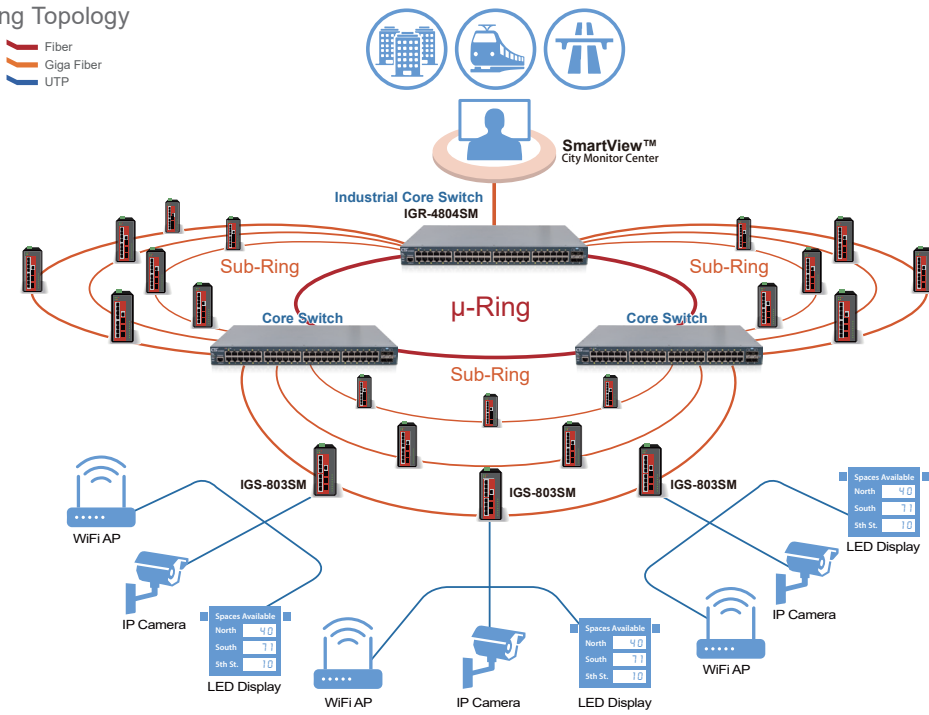 ng Topology
Fiber
Giga Fiber
UTP
SmartView™
City Monitor Center
Industrial Core Switch
IGR-4804SM
Sub-Ring
Sub-Ring
μ-Ring
Core Switch
Core Switch
Sub-Ring
IGS-803SM
IGS-803SM
IGS-803SM
WiFi AP
IP Camera
Spaces Available
North 40
South 71
5th St. 10
LED Display
WiFi AP
IP Camera
Spaces Available
North 40
South 71
5th St. 10
LED Display
WiFi AP
IP Camera
Spaces Available
North 40
South 71
5th St. 10
LED Display